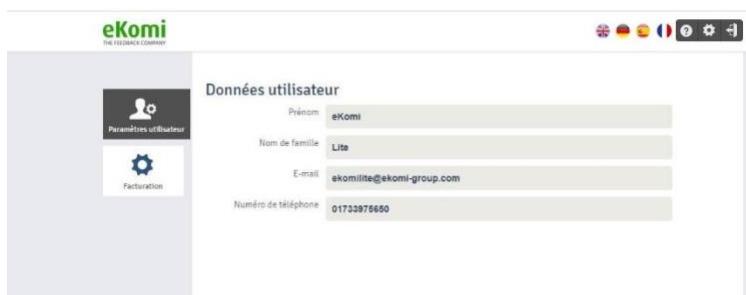 eKomi
THE FEEDBACK COMPANY
Données utilisateur
Paramètres utilisateur
Facturation
Prénom eKomi
Nom de famille Lite
E-mail ekomilite@ekomi-group.com
Numéro de téléphone 01733975650